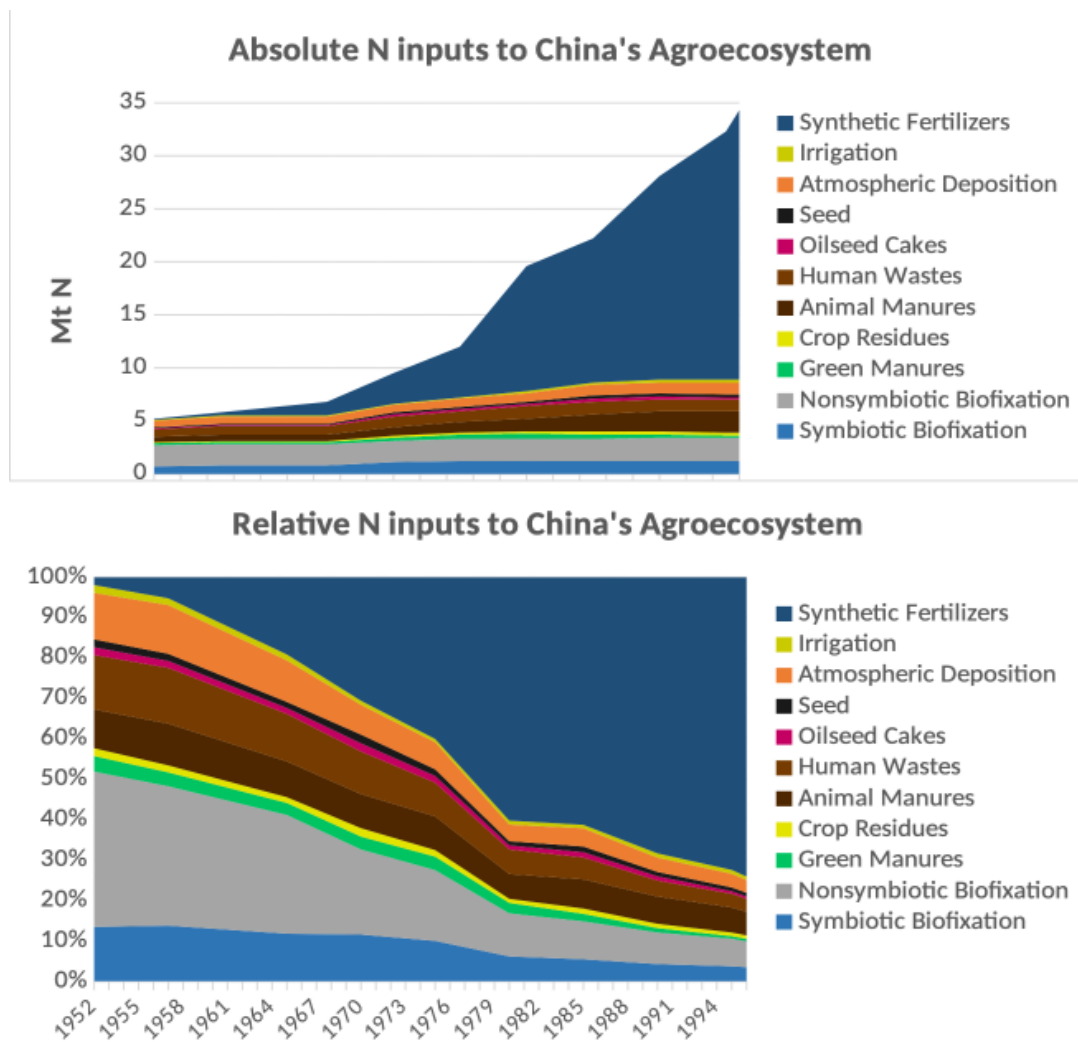 Absolute N inputs to China's Agroecosystem
35
30
25
20
15
10
5
0
Mt N
Synthetic Fertilizers
Irrigation
Atmospheric Deposition
Seed
Oilseed Cakes
Human Wastes
Animal Manures
Crop Residues
Green Manures
Nonsymbiotic Biofixation
Symbiotic Biofixation
Relative N inputs to China's Agroecosystem
100%
90%
80%
70%
60%
50%
40%
30%
20%
10%
0%
1952
1955
1958
1961
1964
1967
1970
1973
1976
1979
1982
1985
1988
1991
1994
Synthetic Fertilizers
Irrigation
Atmospheric Deposition
Seed
Oilseed Cakes
Human Wastes
Animal Manures
Crop Residues
Green Manures
Nonsymbiotic Biofixation
Symbiotic Biofixation